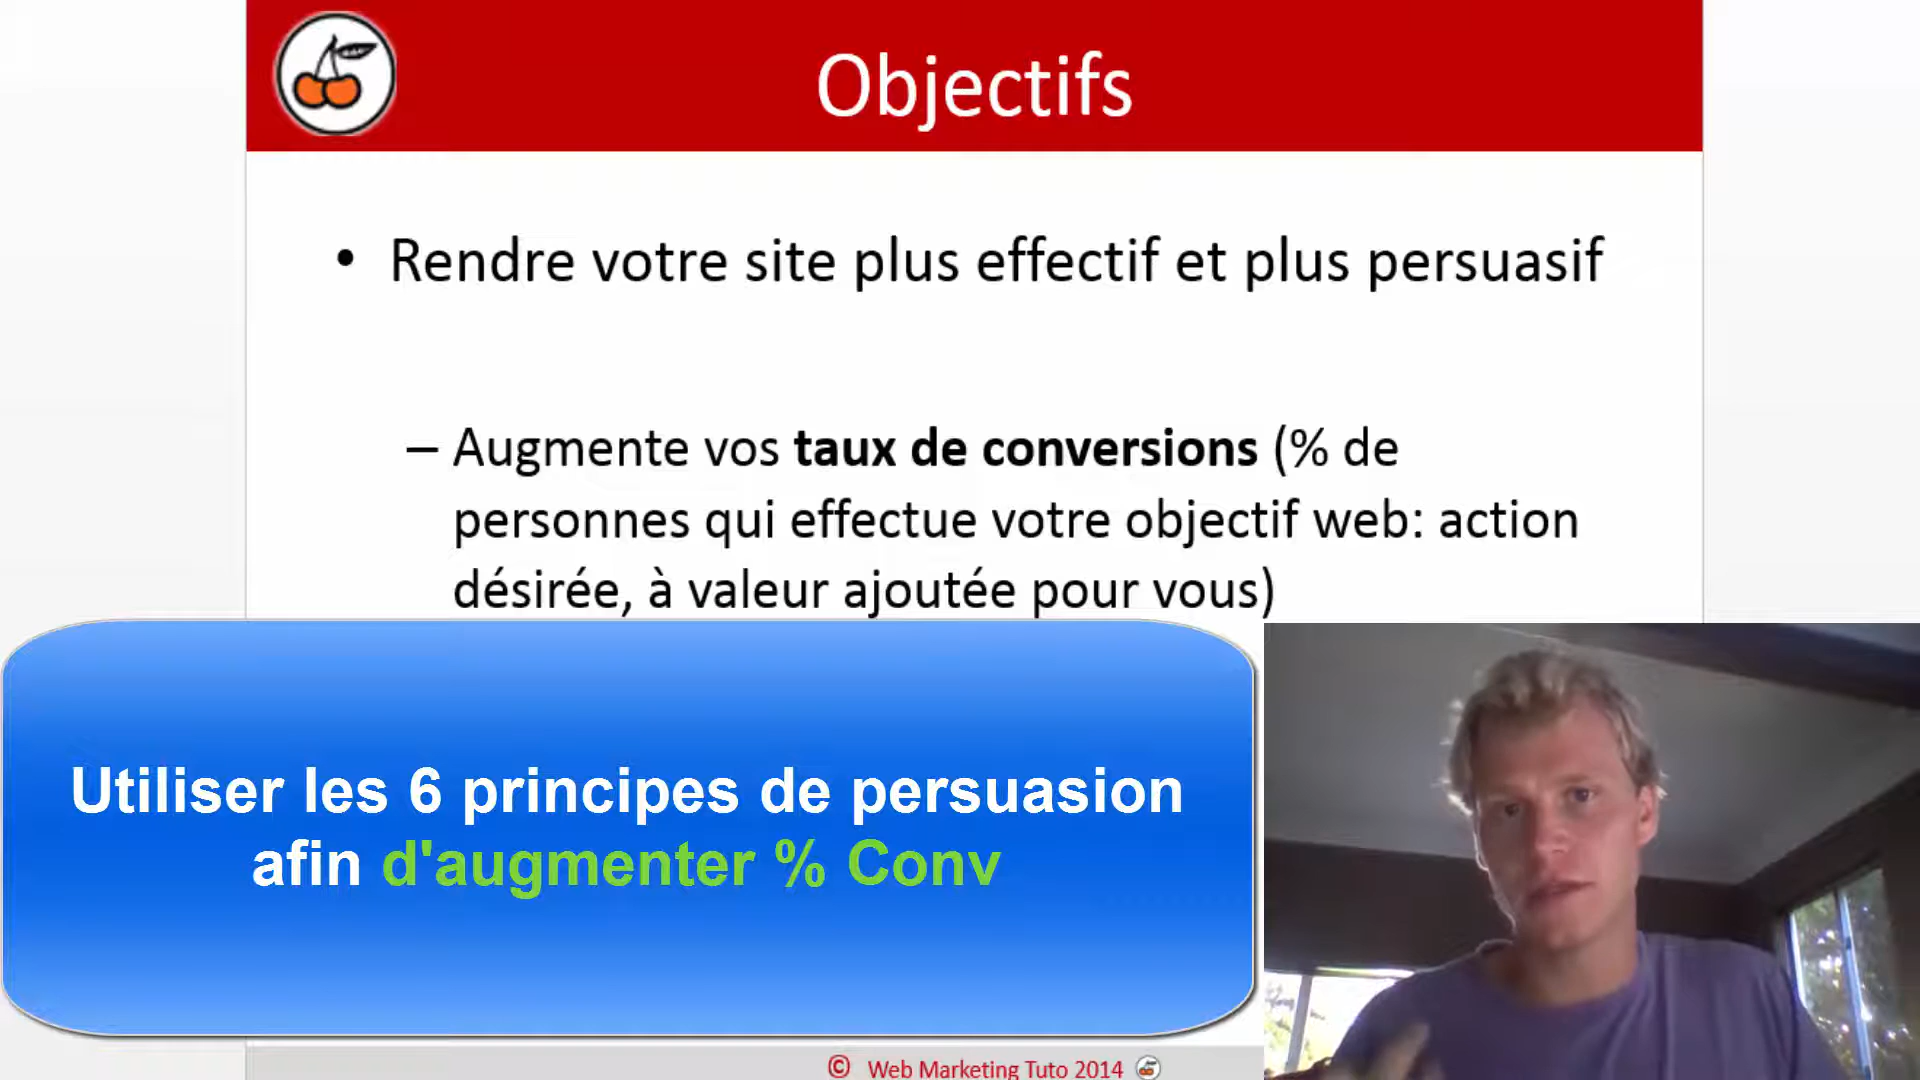 Objectifs
• Rendre votre site plus effectif et plus persuasif
– Augmente vos taux de conversions (% de
personnes qui effectue votre objectif web: action
désirée, à valeur ajoutée pour vous)
Utiliser les 6 principes de persuasion
afin d'augmenter % Conv
© Web Marketing Tuto 2014